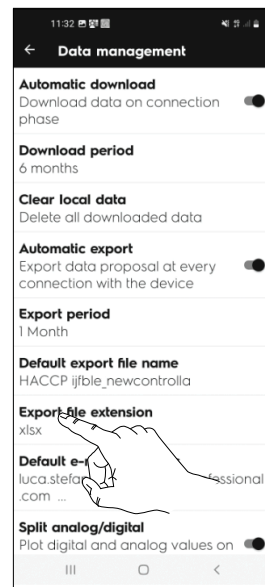 11:32
Data management
Automatic download
Download data on connection
phase
Download period
6 months
Clear local data
Delete all downloaded data
Automatic export
Export data proposal at every
connection with the device
Export period
1 Month
Default export file name
HACCP ijfble_newcontrolla
Export file extension
xlsx
Default
.com ...
Split analog/digital
Plot digital and analog values on